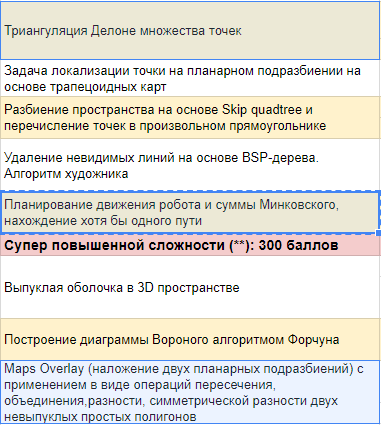 Триангуляция Делоне множества точек
Задача локализации точки на планарном подразбиении на
основе трапецоидных карт
Разбиение пространства на основе Skip quadtree и
перечисление точек в произвольном прямоугольнике
Удаление невидимых линий на основе BSP-дерева.
Алгоритм художника
Планирование движения робота и суммы Минковского,
нахождение хотя бы одного пути
Супер повышенной сложности (**): 300 баллов
Выпуклая оболочка в 3D пространстве
Построение диаграммы Вороного алгоритмом Форчуна
Maps Overlay (наложение двух планарных подразбиений) с
применением в виде операций пересечения,
объединения,разности, симметрической разности двух
невыпуклых простых полигонов